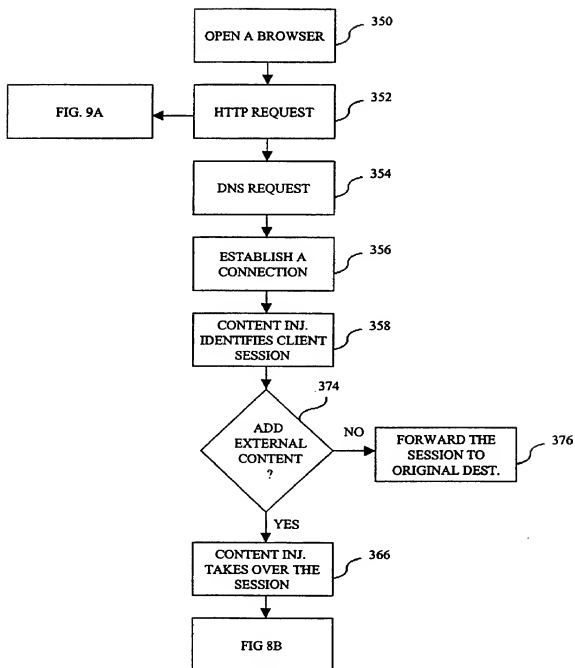 OPEN A BROWSER
350
FIG. 9A
HTTP REQUEST
352
DNS REQUEST
354
ESTABLISH A
CONNECTION
356
CONTENT INJ.
IDENTIFIES CLIENT
SESSION
358
374
ADD
EXTERNAL
CONTENT
?
NO
FORWARD THE
SESSION TO
ORIGINAL DEST.
376
YES
CONTENT INJ.
TAKES OVER THE
SESSION
366
FIG 8B